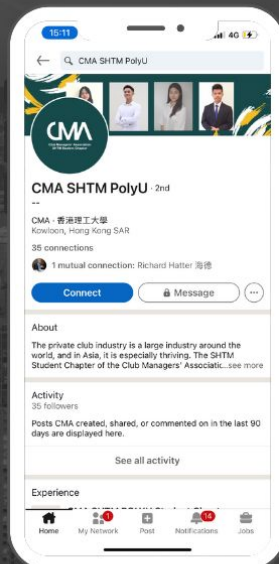 15:11
4G
CMA SHTM PolyU
CMA
CMA SHTM PolyU · 2nd
--
CMA · 香港理工大學
Kowloon, Hong Kong SAR
35 connections
1 mutual connection: Richard Hatter 海德
Connect
Message
About
The private club industry is a large industry around the
world, and in Asia, it is especially thriving. The SHTM
Student Chapter of the Club Managers' Associatic...see more
Activity
35 followers
Posts CMA created, shared, or commented on in the last 90
days are displayed here.
See all activity
Experience
1
14
Home
My Network
Post
Notifications
Jobs